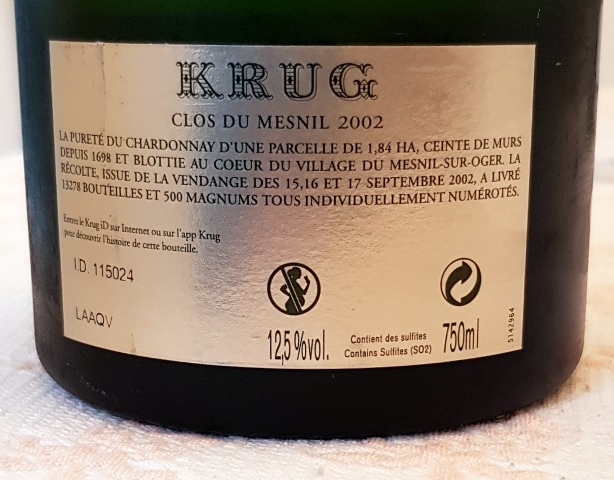 KRUG
CLOS DU MESNIL 2002
LA PURETÉ DU CHARDONNAY D'UNE PARCELLE DE 1,84 HA, CEINTE DE MURS
DEPUIS 1698 ET BLOTTIE AU COEUR DU VILLAGE DU MESNIL-SUR-OGER. LA
RÉCOLTE, ISSUE DE LA VENDANGE DES 15,16 ET 17 SEPTEMBRE 2002, A LIVRÉ
13278 BOUTEILLES ET 500 MAGNUMS TOUS INDIVIDUELLEMENT NUMÉROTÉS.
Entrez le Krug iD sur Internet ou sur l'app Krug
pour découvrir l'histoire de cette bouteille.
I.D. 115024
LAAQV
12,5 %vol.
Contient des sulfites
Contains Sulfites (SO2)
750ml
5142964